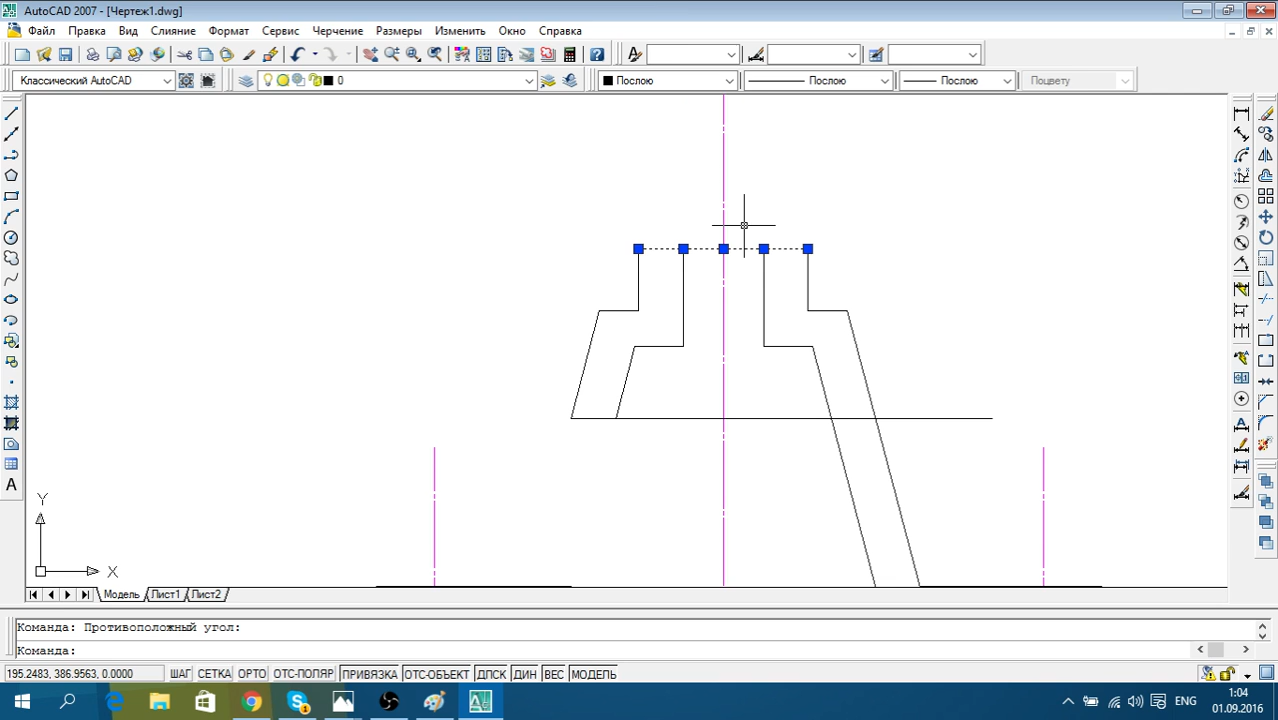 AutoCAD 2007 - [Чертеж1.dwg]
Файл Правка Вид Слияние Формат Сервис Черчение Размеры Изменить Окно Справка
Классический AutoCAD 0 Послою Послою Послою Поцвету
Y
X
A
Модель Лист1 Лист2
Команда: Противоположный угол:
Команда:
195.2483, 386.9563, 0.0000 ШАГ СЕТКА ОРТО ОТС-ПОЛЯР ПРИВЯЗКА ОТС-ОБЪЕКТ ДПСК ДИН ВЕС МОДЕЛЬ
ENG 1:04
01.09.2016